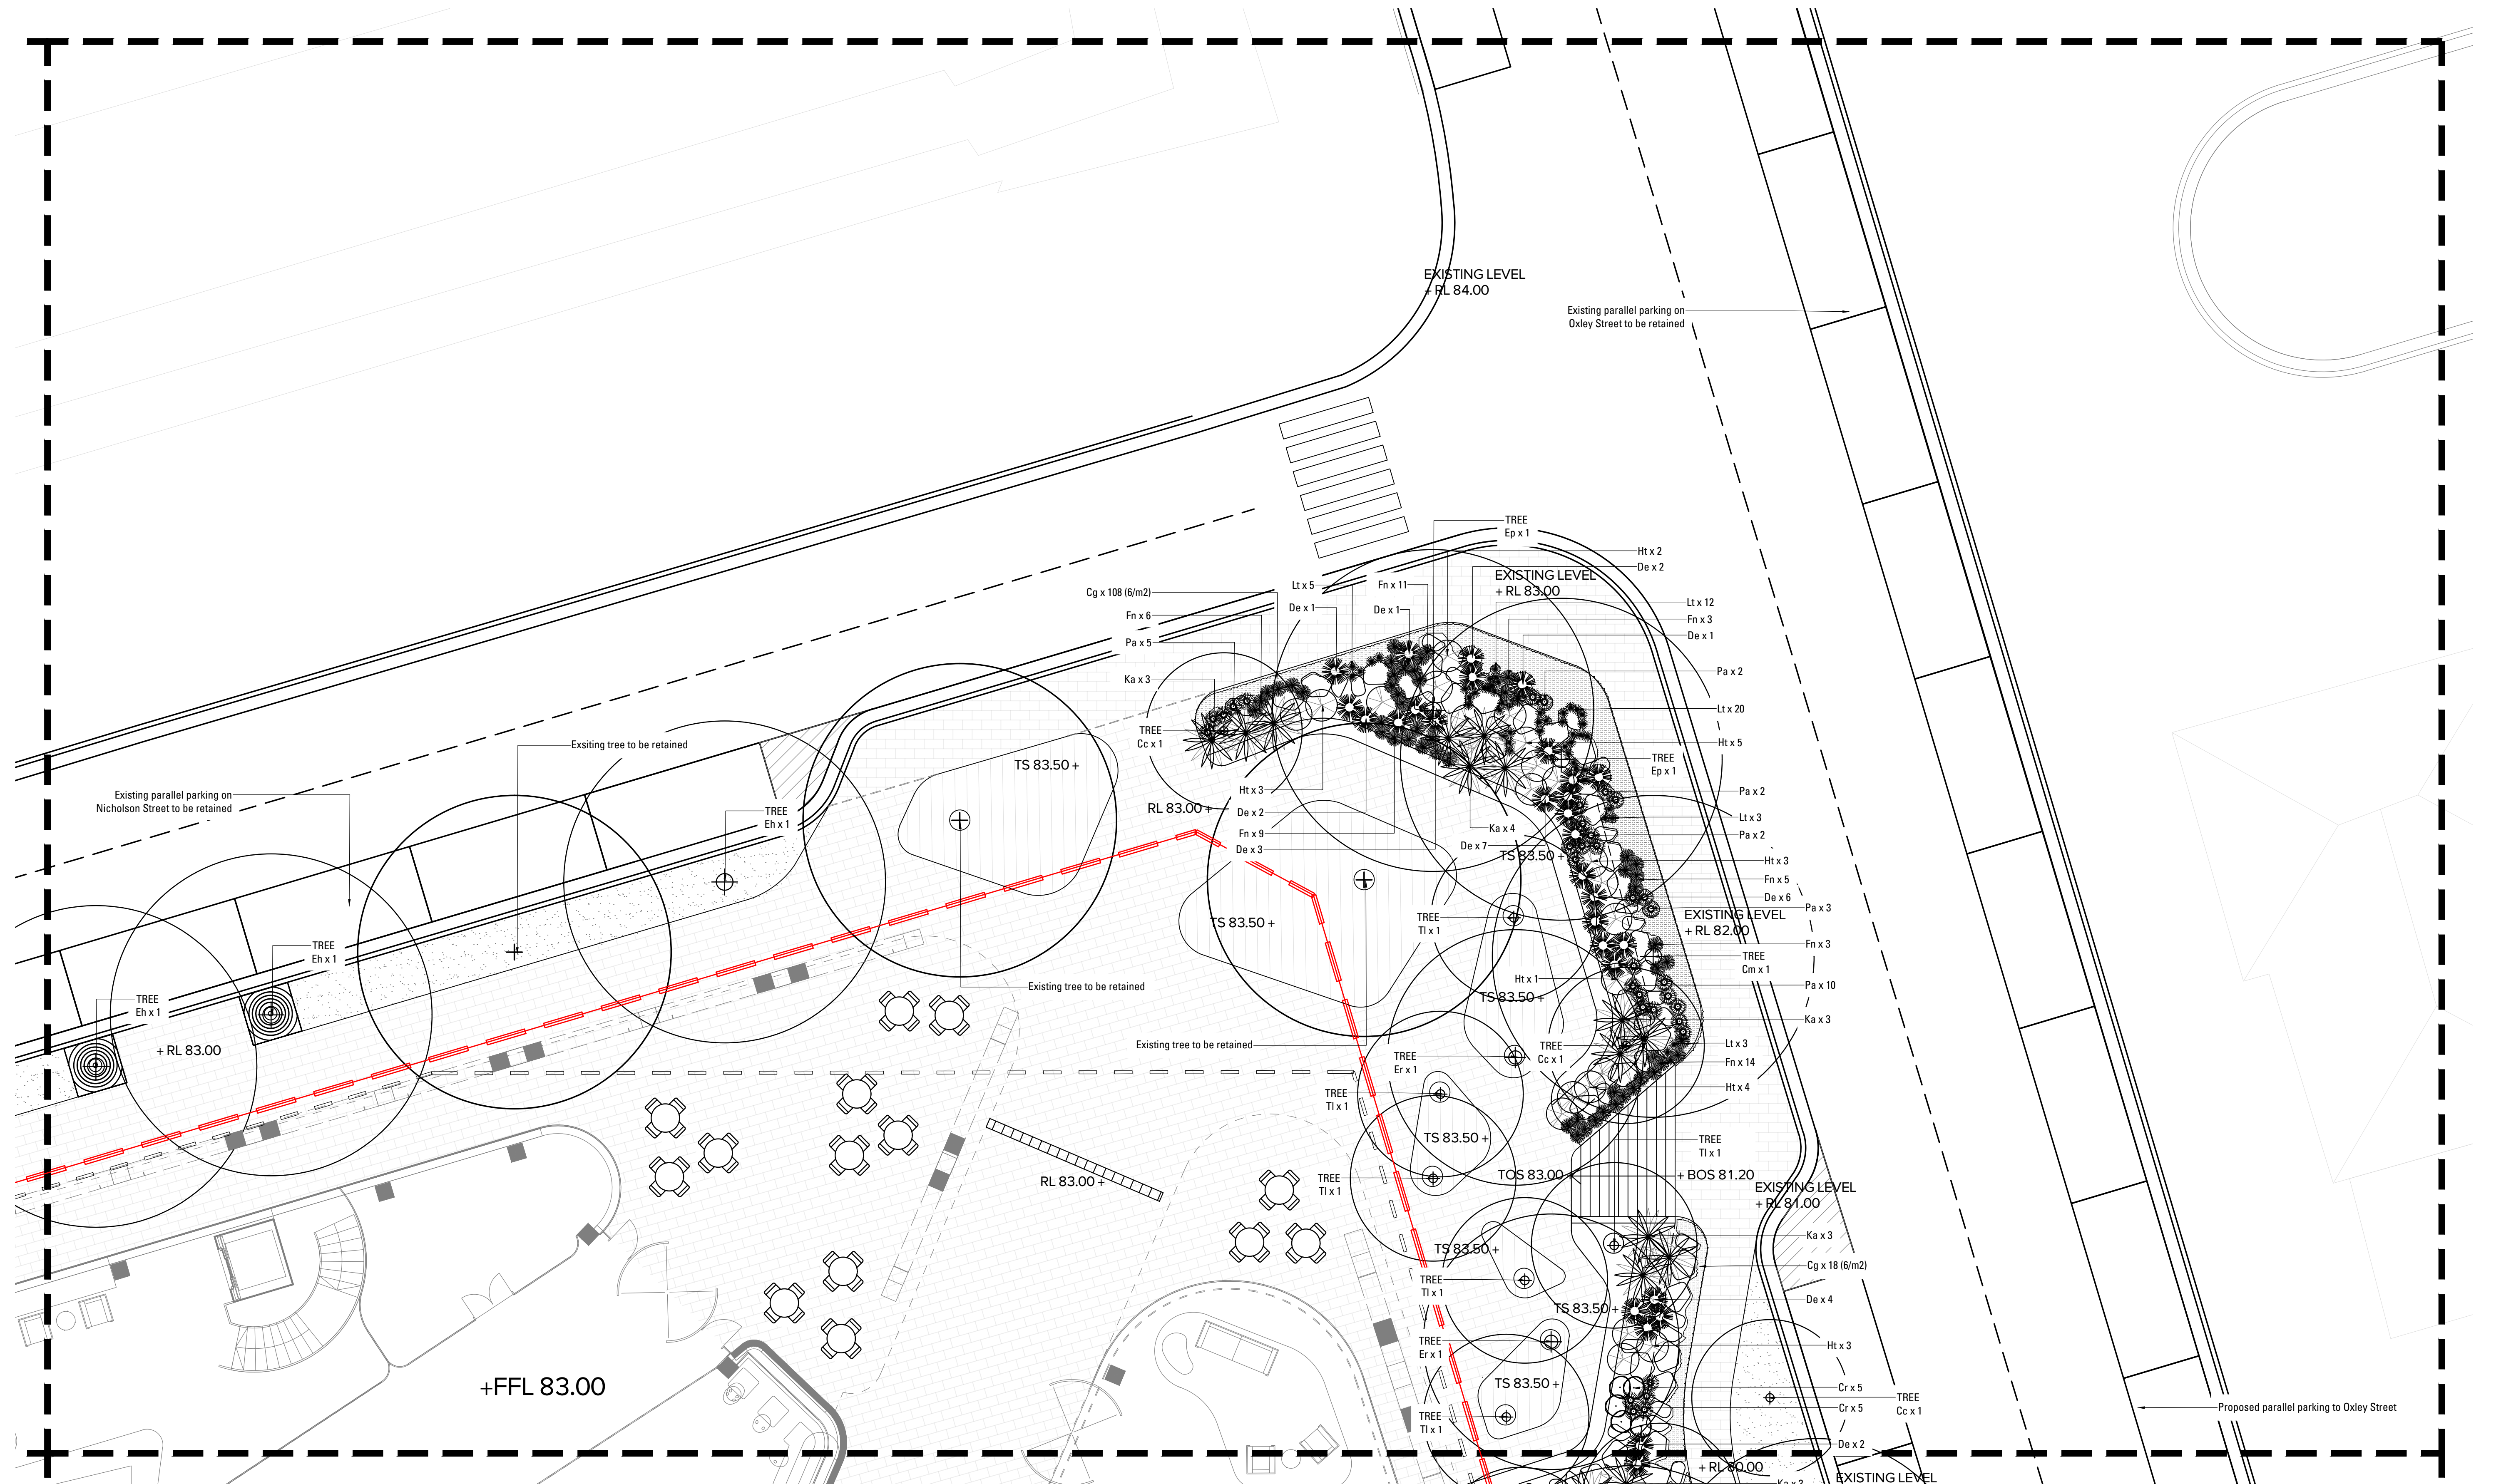 EXISTING LEVEL
+ RL 84.00
Existing parallel parking on
Oxley Street to be retained
TREE
Ep x 1
Ht x 2
De x 2
EXISTING LEVEL
+ RL 83.00
Lt x 5
Fn x 11
Cg x 108 (6/m2)
De x 1
De x 1
Lt x 12
Fn x 6
Fn x 3
De x 1
Pa x 5
Pa x 2
Ka x 3
Lt x 20
TREE
Cc x 1
Ht x 5
Exsiting tree to be retained
TREE
Ep x 1
TS 83.50 +
Existing parallel parking on
Nicholson Street to be retained
Ht x 3
Pa x 2
RL 83.00 +
De x 2
TREE
Eh x 1
Lt x 3
Ka x 4
Fn x 9
Pa x 2
De x 3
De x 7
TS 83.50 +
Ht x 3
Fn x 5
De x 6
Pa x 3
TS 83.50 +
TREE
Tl x 1
EXISTING LEVEL
+ RL 82.00
TREE
Eh x 1
Fn x 3
TREE
Cm x 1
Existing tree to be retained
Ht x 1
Pa x 10
TS 83.50 +
TREE
Eh x 1
Ka x 3
+ RL 83.00
Existing tree to be retained
TREE
Cc x 1
Lt x 3
TREE
Er x 1
Fn x 14
Ht x 4
TREE
Tl x 1
TS 83.50 +
TREE
Tl x 1
RL 83.00 +
TREE
Tl x 1
TOS 83.00 +
+ BOS 81.20
EXISTING LEVEL
+ RL 81.00
Ka x 3
TS 83.50 +
Cg x 18 (6/m2)
TREE
Tl x 1
De x 4
TS 83.50 +
TREE
Er x 1
Ht x 3
+FFL 83.00
TS 83.50 +
Cr x 5
Cr x 5
TREE
Cc x 1
Proposed parallel parking to Oxley Street
TREE
Tl x 1
De x 2
+ RL 80.00
EXISTING LEVEL